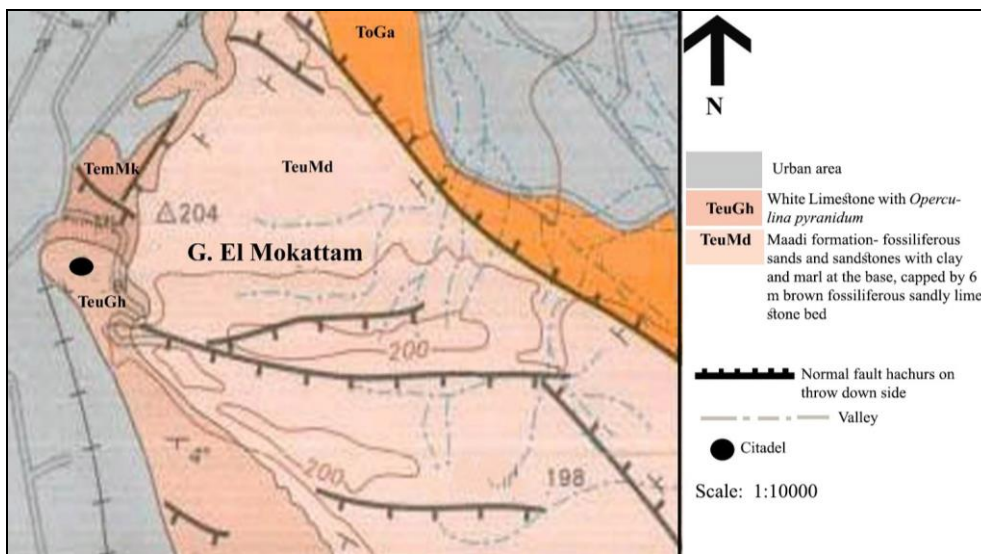 ToGa
TemMk
TeuMd
204
G. El Mokattam
TeuGh
200
4°
200
198
N
Urban area
TeuGh
White Limestone with Opercu-
lina pyranidum
TeuMd
Maadi formation- fossiliferous
sands and sandstones with clay
and marl at the base, capped by 6
m brown fossiliferous sandly lime
stone bed
Normal fault hachurs on
throw down side
Valley
Citadel
Scale: 1:10000